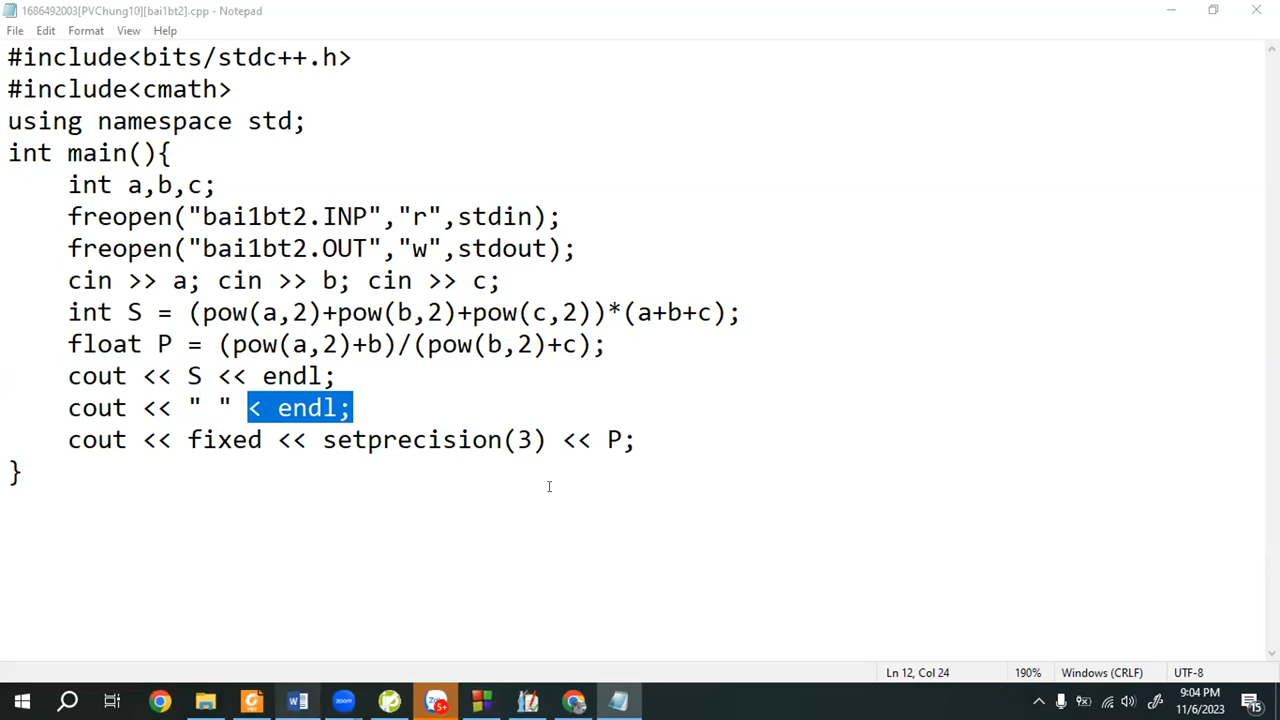 1686492003[PVChung10][bai1bt2].cpp - Notepad
File Edit Format View Help
#include<bits/stdc++.h>
#include<cmath>
using namespace std;
int main(){
    int a,b,c;
    freopen("bai1bt2.INP","r",stdin);
    freopen("bai1bt2.OUT","w",stdout);
    cin >> a; cin >> b; cin >> c;
    int S = (pow(a,2)+pow(b,2)+pow(c,2))*(a+b+c);
    float P = (pow(a,2)+b)/(pow(b,2)+c);
    cout << S << endl;
    cout << " " < endl;
    cout << fixed << setprecision(3) << P;
}
Ln 12, Col 24 190% Windows (CRLF) UTF-8
zoom 5+ 9:04 PM
11/6/2023 15